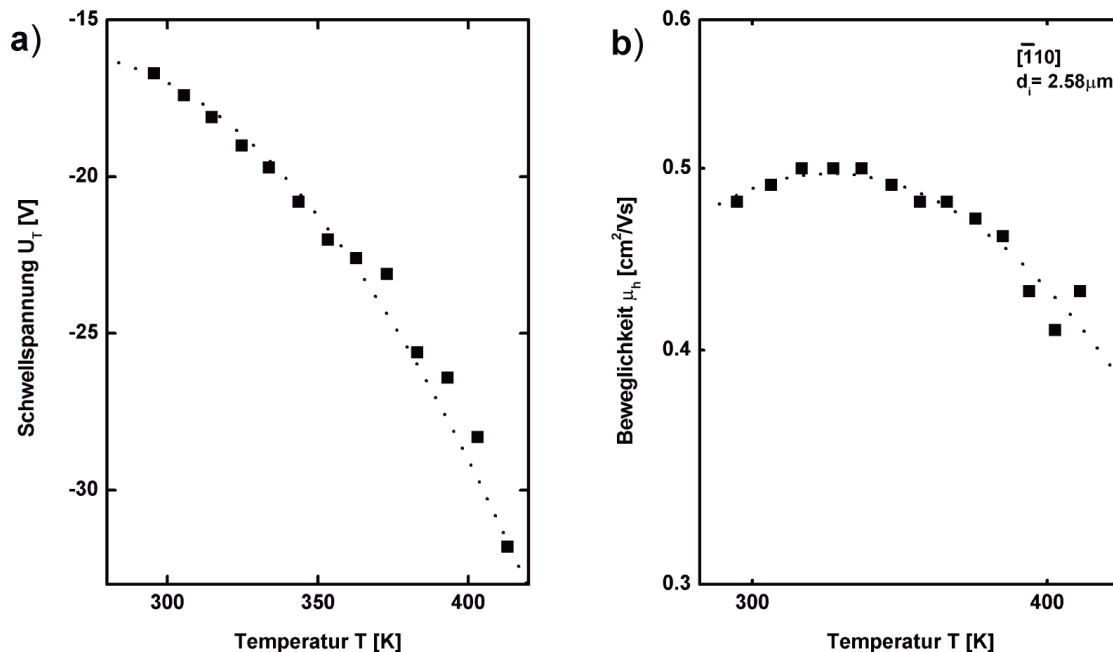 a)
-15
-20
-25
-30
Schwellspannung U_T [V]
300
350
400
Temperatur T [K]
b)
0.6
0.5
0.4
0.3
Beweglichkeit μ_h [cm²/Vs]
[1̅10]
d_i= 2.58μm
300
400
Temperatur T [K]